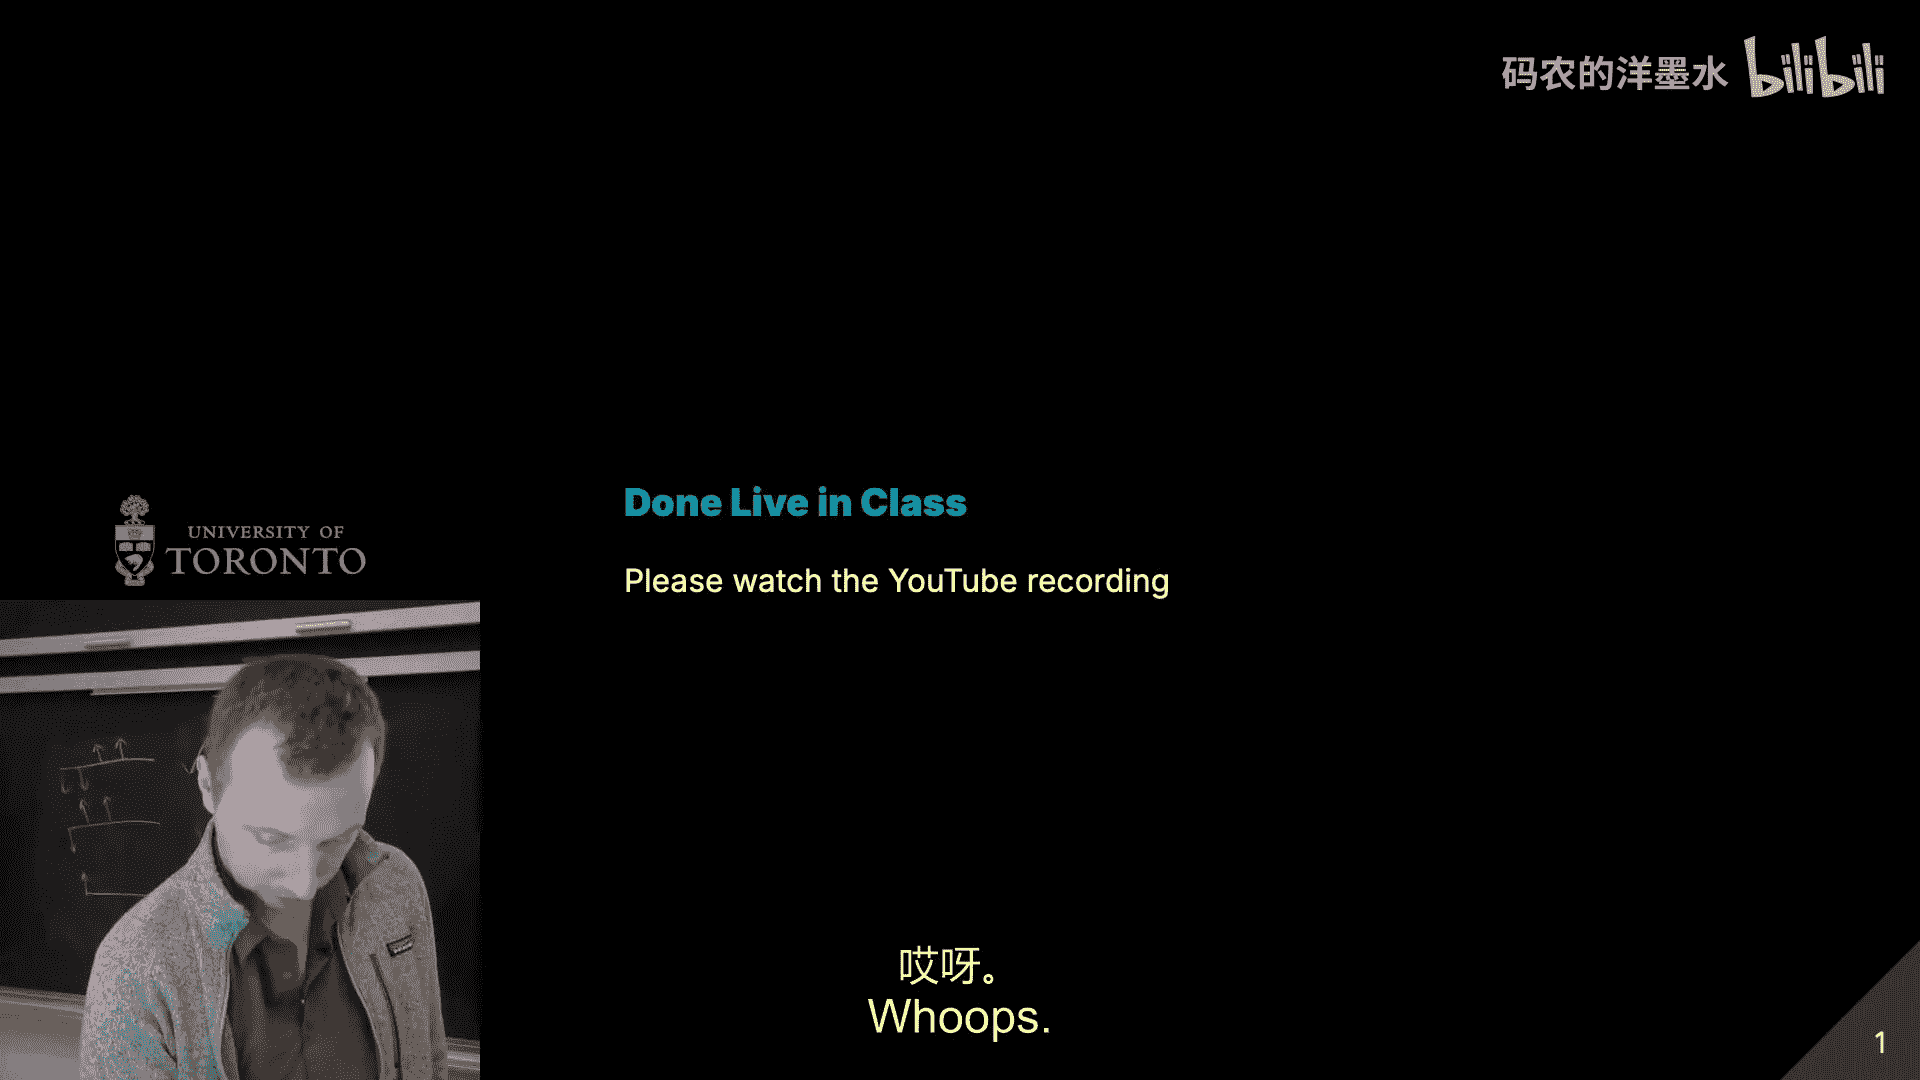 码农的洋墨水 bilibili
UNIVERSITY OF
TORONTO
Done Live in Class
Please watch the YouTube recording
哎呀。
Whoops.
1